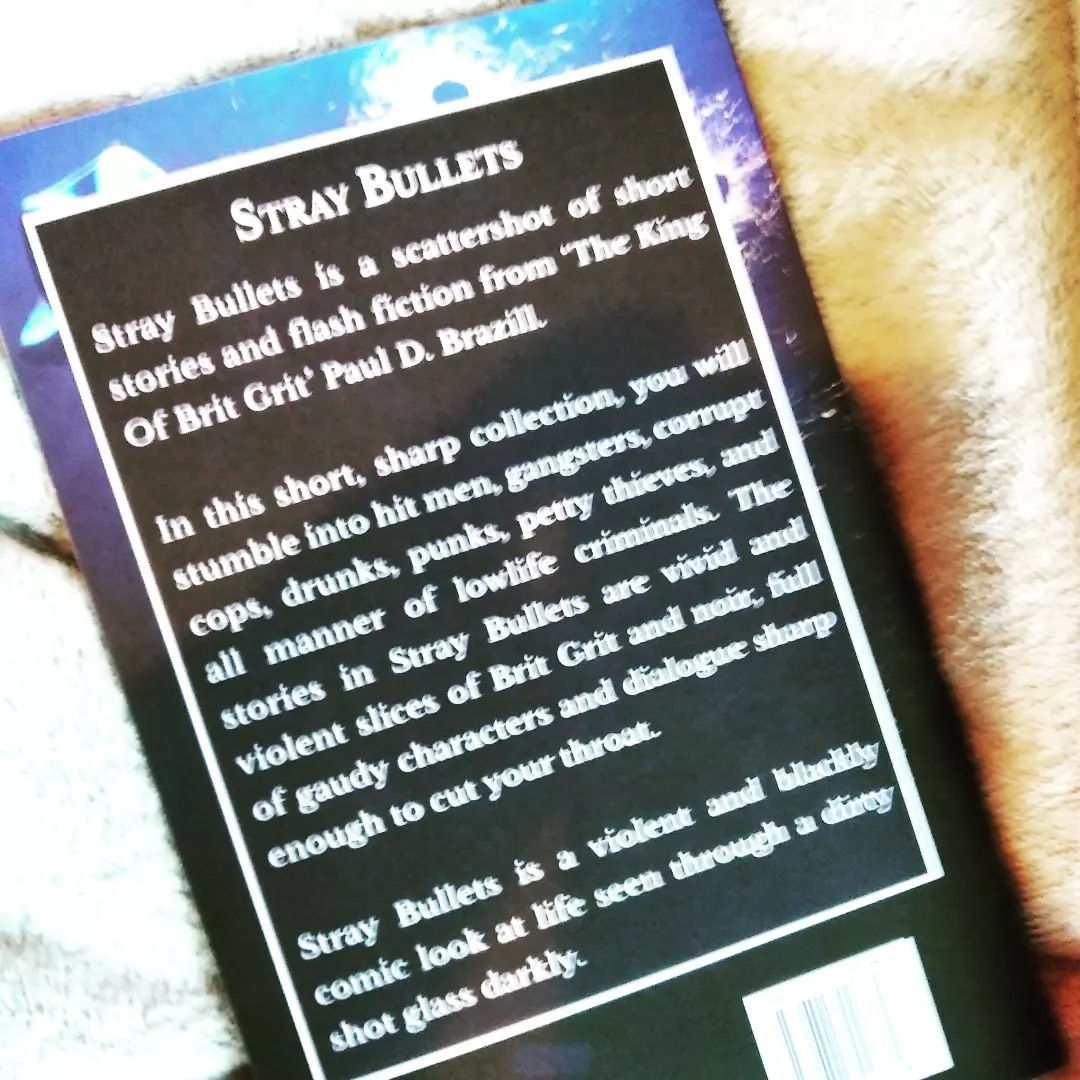 STRAY BULLETS
Stray Bullets is a scattershot of short
stories and flash fiction from 'The King
Of Brit Grit' Paul D. Brazill.
In this short, sharp collection, you will
stumble into hit men, gangsters, corrupt
cops, drunks, punks, petty thieves, and
all manner of lowlife criminals. The
stories in Stray Bullets are vivid and
violent slices of Brit Grit and noir, full
of gaudy characters and dialogue sharp
enough to cut your throat.
Stray Bullets is a violent and blackly
comic look at life seen through a dirty
shot glass darkly.